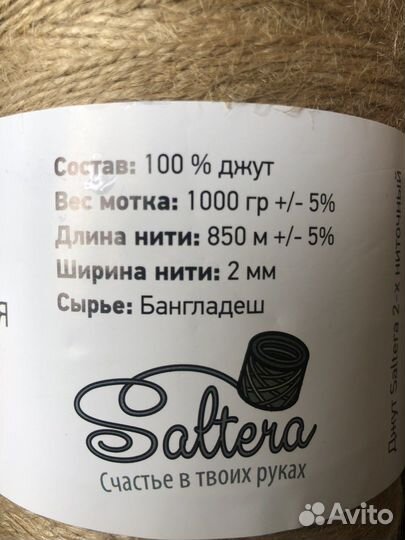 Состав: 100 % джут
Вес мотка: 1000 гр +/- 5%
Длина нити: 850 м +/- 5%
Ширина нити: 2 мм
Сырье: Бангладеш
я
Saltera
Счастье в твоих руках
Джут Saltera 2-х ниточный
Avito